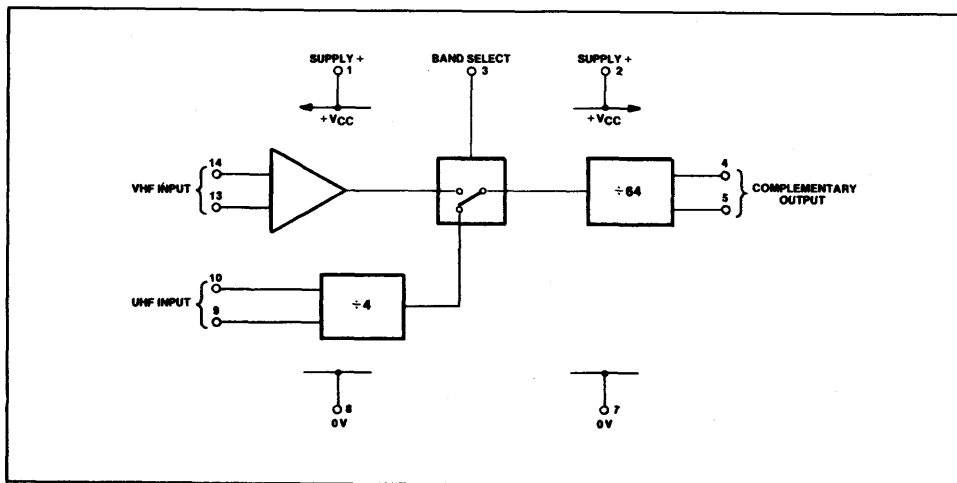 SUPPLY +
1
BAND SELECT
3
SUPPLY +
2
+VCC
+VCC
14
VHF INPUT
13
÷64
4
COMPLEMENTARY
OUTPUT
5
10
UHF INPUT
9
÷4
8
0V
7
0V